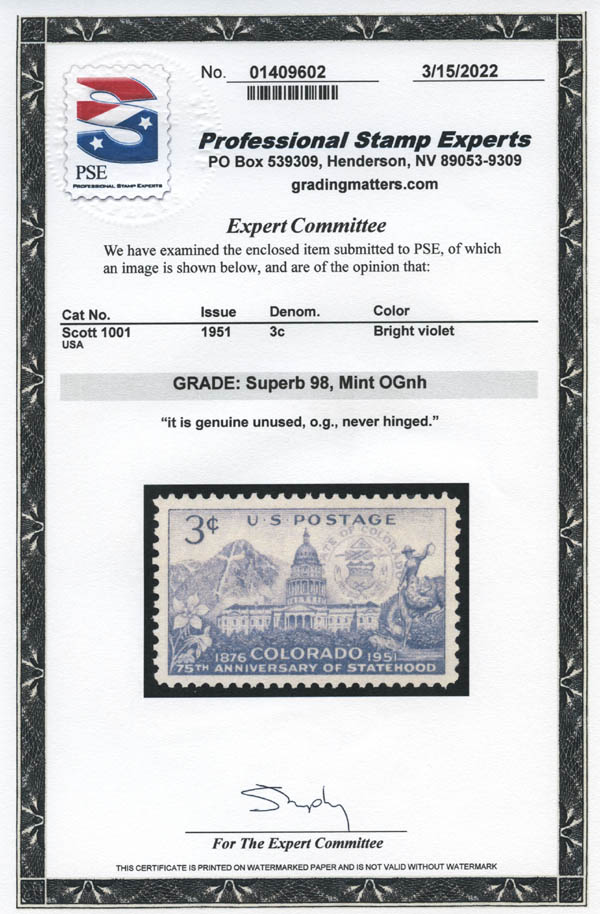 No. 01409602 3/15/2022
PSE
PROFESSIONAL STAMP EXPERTS
Professional Stamp Experts
PO Box 539309, Henderson, NV 89053-9309
gradingmatters.com
Expert Committee
We have examined the enclosed item submitted to PSE, of which
an image is shown below, and are of the opinion that:
Cat No. Issue Denom. Color
Scott 1001 1951 3c Bright violet
USA
GRADE: Superb 98, Mint OGnh
“it is genuine unused, o.g., never hinged.”
3¢ U·S·POSTAGE
STATE OF COLORADO
1876 COLORADO 1951
75TH ANNIVERSARY OF STATEHOOD
For The Expert Committee
THIS CERTIFICATE IS PRINTED ON WATERMARKED PAPER AND IS NOT VALID WITHOUT WATERMARK